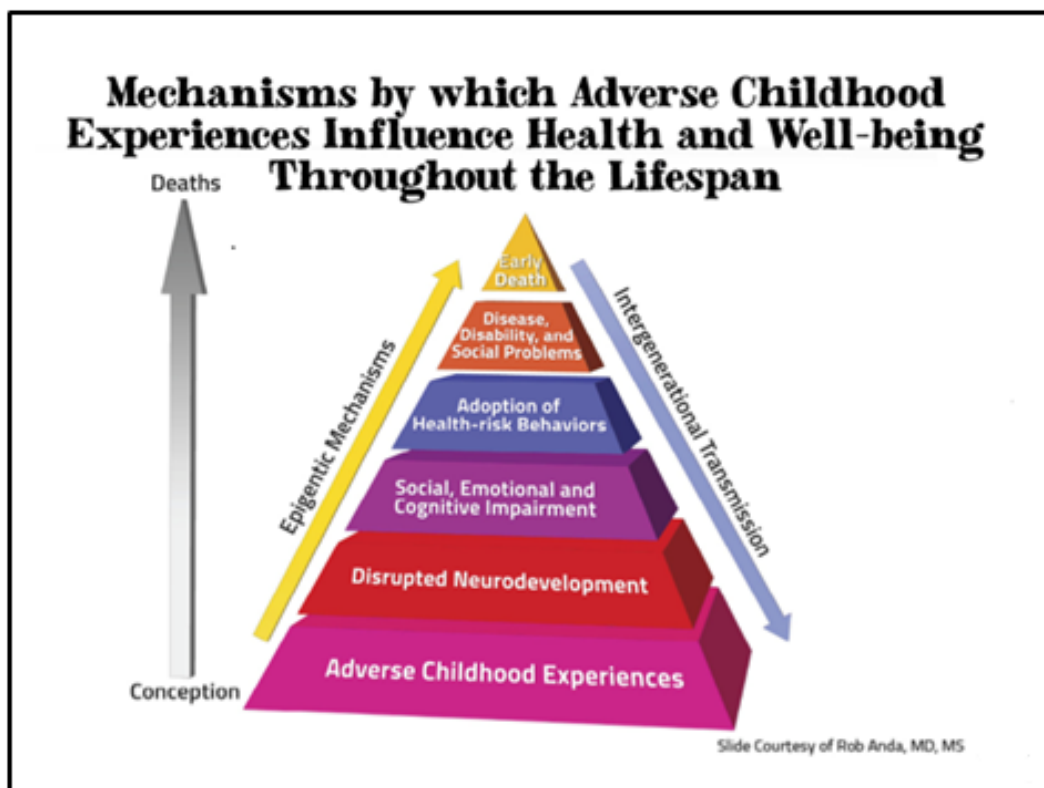 Mechanisms by which Adverse Childhood
Experiences Influence Health and Well-being
Throughout the Lifespan
Deaths
Early
Death
Disease,
Disability, and
Social Problems
Adoption of
Health-risk Behaviors
Social, Emotional and
Cognitive Impairment
Disrupted Neurodevelopment
Adverse Childhood Experiences
Epigentic Mechanisms
Intergenerational Transmission
Conception
Slide Courtesy of Rob Anda, MD, MS